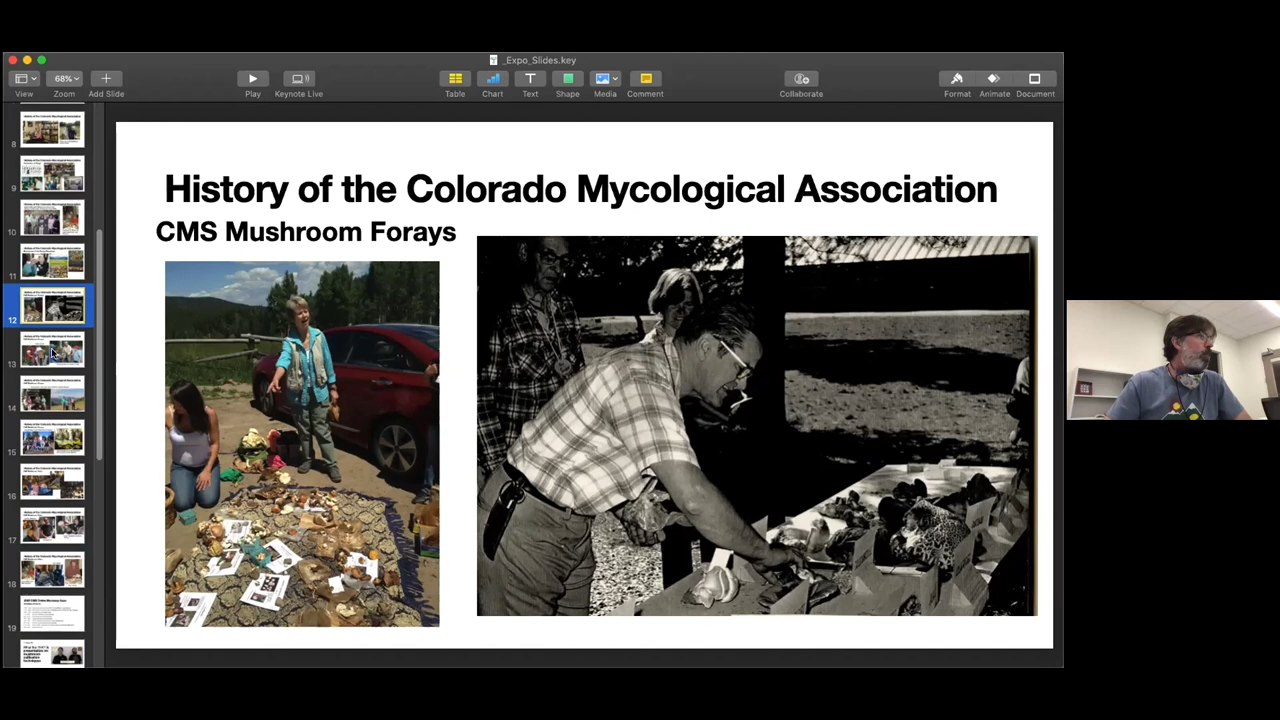 _Expo_Slides.key
68%
View
Zoom
Add Slide
Play
Keynote Live
Table
Chart
Text
Shape
Media
Comment
Collaborate
Format
Animate
Document
8
9
10
11
12
13
14
15
16
17
18
19
History of the Colorado Mycological Association
CMS Mushroom Forays